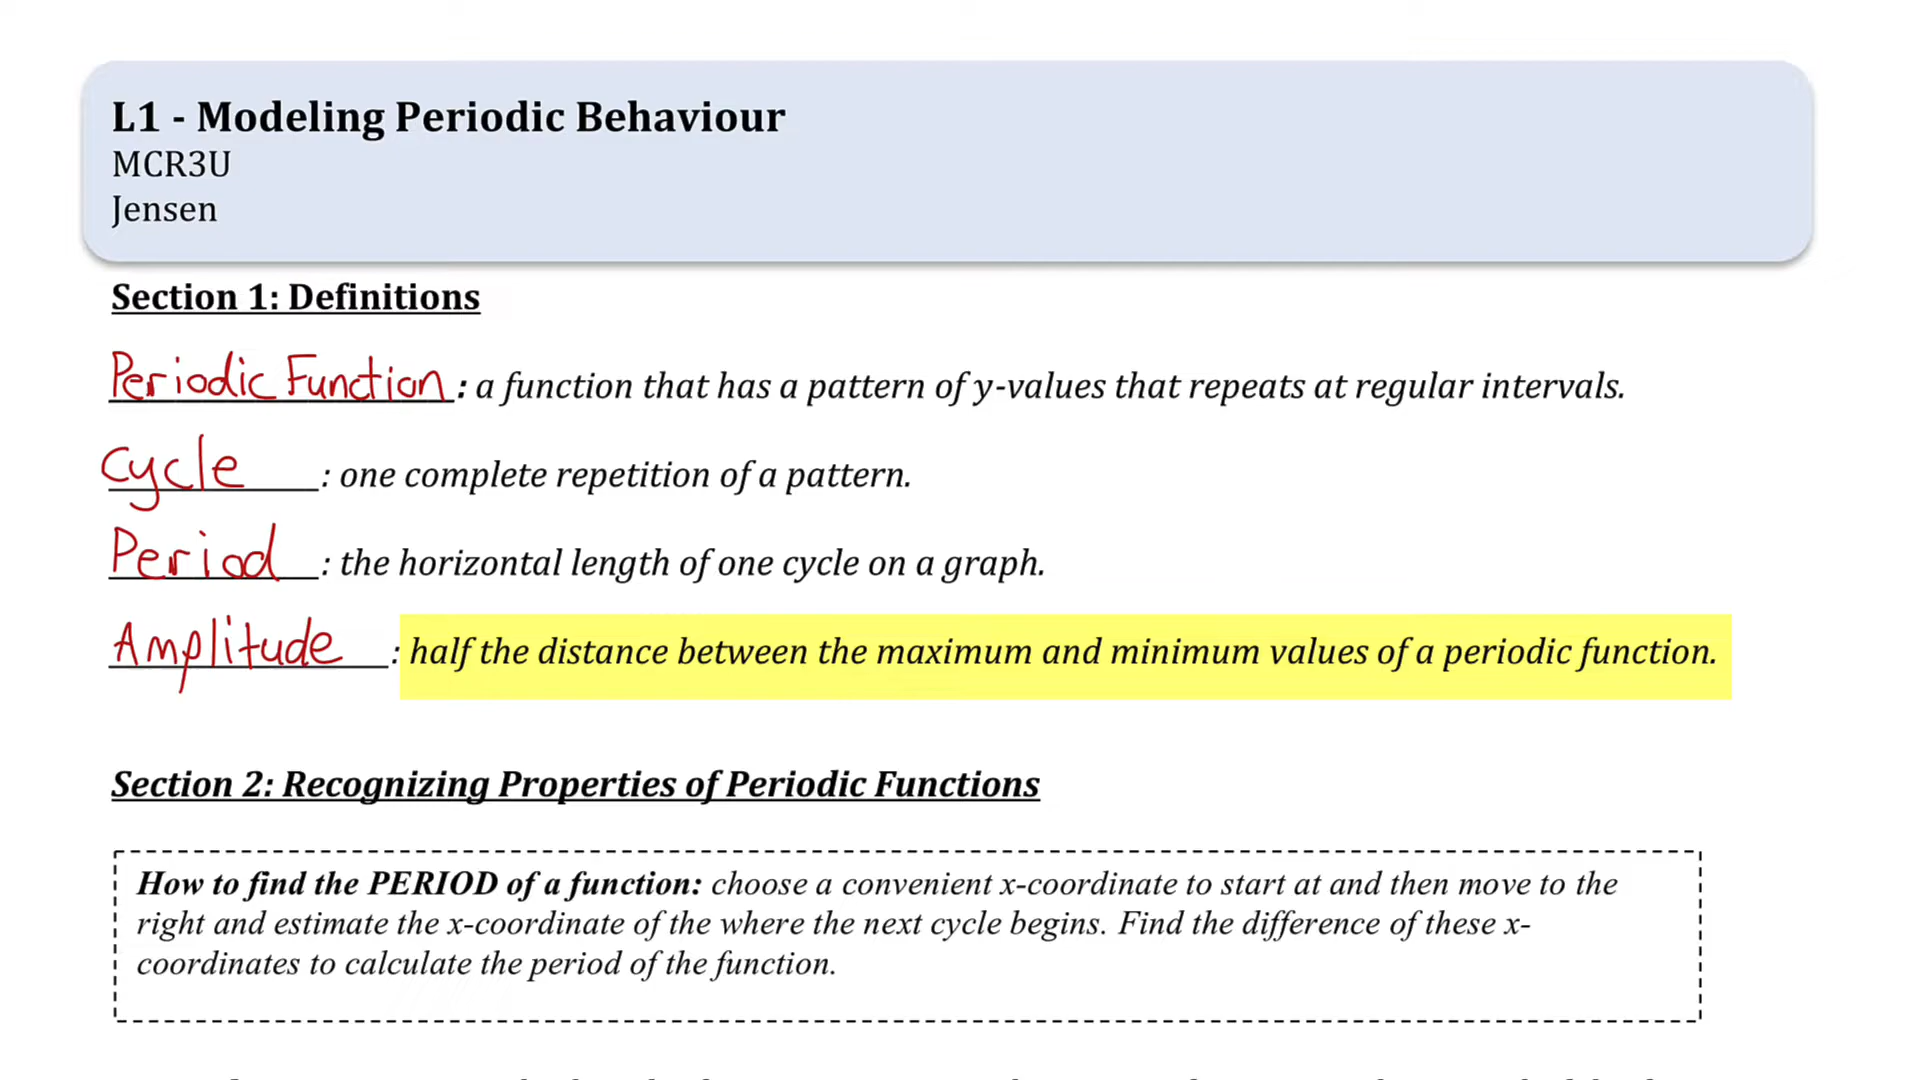 L1 - Modeling Periodic Behaviour
MCR3U
Jensen
Section 1: Definitions
Periodic Function: a function that has a pattern of y-values that repeats at regular intervals.
Cycle: one complete repetition of a pattern.
Period: the horizontal length of one cycle on a graph.
Amplitude: half the distance between the maximum and minimum values of a periodic function.
Section 2: Recognizing Properties of Periodic Functions
How to find the PERIOD of a function: choose a convenient x-coordinate to start at and then move to the
right and estimate the x-coordinate of the where the next cycle begins. Find the difference of these x-
coordinates to calculate the period of the function.